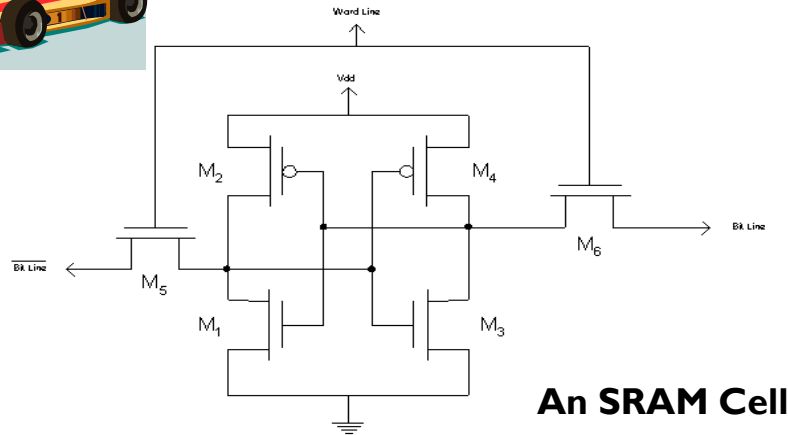 Word Line
Vdd
M₂
M₄
Bit Line
M₆
B̅i̅t̅ ̅L̅i̅n̅e̅
M₅
M₁
M₃
An SRAM Cell